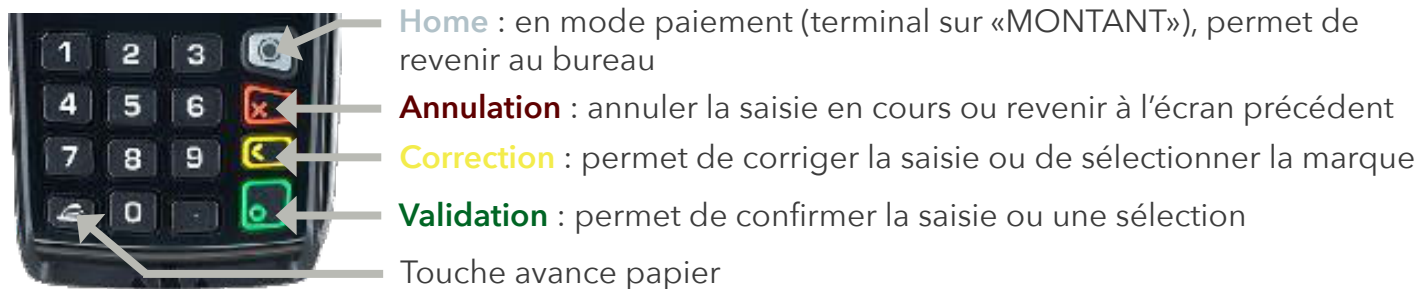 Home : en mode paiement (terminal sur «MONTANT»), permet de
revenir au bureau
Annulation : annuler la saisie en cours ou revenir à l’écran précédent
Correction : permet de corriger la saisie ou de sélectionner la marque
Validation : permet de confirmer la saisie ou une sélection
Touche avance papier
1 2 3
4 5 6 x
7 8 9 <
0 . o